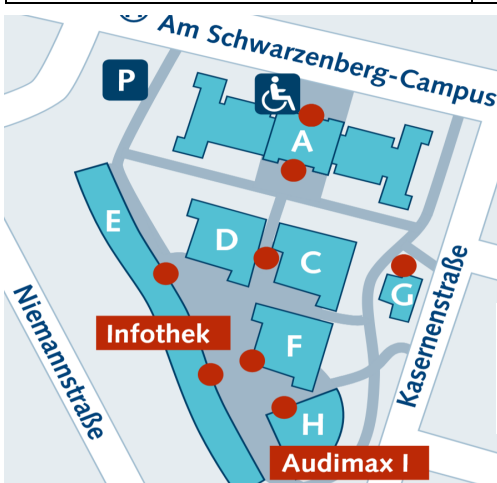 Am Schwarzenberg-Campus
P
A
E
D
C
G
Infothek
F
Niemannstraße
Kasernenstraße
H
Audimax I